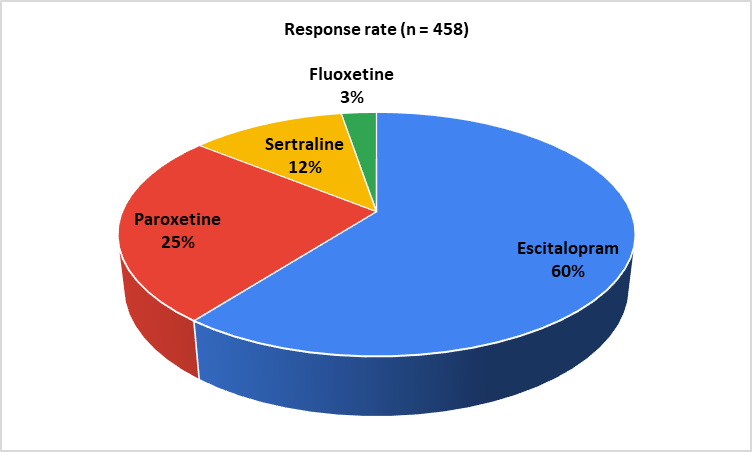 Response rate (n = 458)
Fluoxetine
3%
Sertraline
12%
Paroxetine
25%
Escitalopram
60%